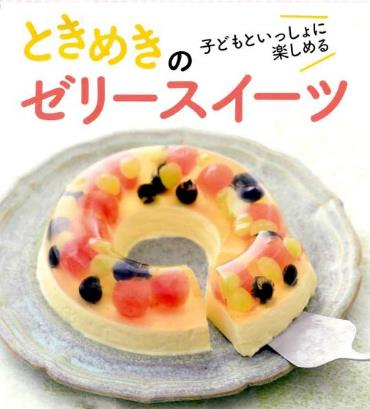 ときめきの
子どもといっしょに
楽しめる
ゼリースイーツ